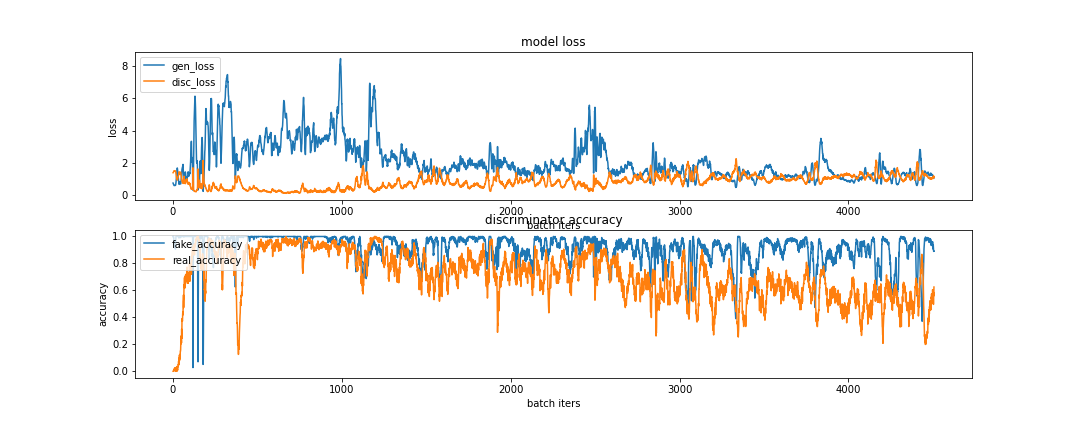 model loss
gen_loss
disc_loss
loss
8
6
4
2
0
0 1000 2000 3000 4000
batch iters
discriminator accuracy
fake_accuracy
real_accuracy
accuracy
1.0
0.8
0.6
0.4
0.2
0.0
0 1000 2000 3000 4000
batch iters